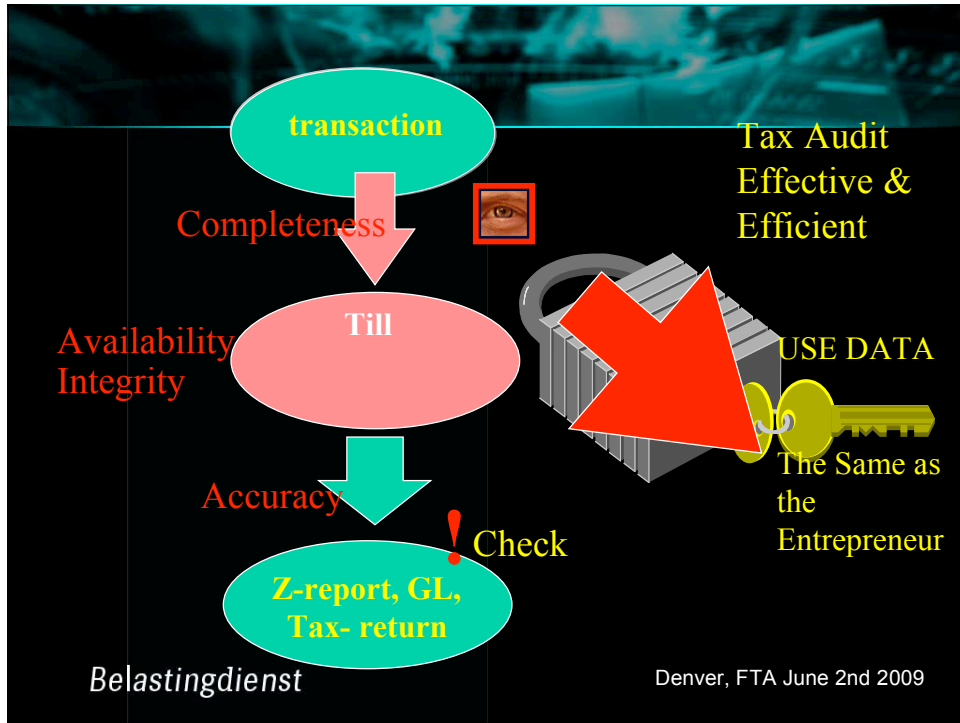 transaction
Completeness
Till
Availability
Integrity
Accuracy
!
Check
Z-report, GL,
Tax- return
Tax Audit
Effective &
Efficient
USE DATA
The Same as
the
Entrepreneur
Belastingdienst
Denver, FTA June 2nd 2009